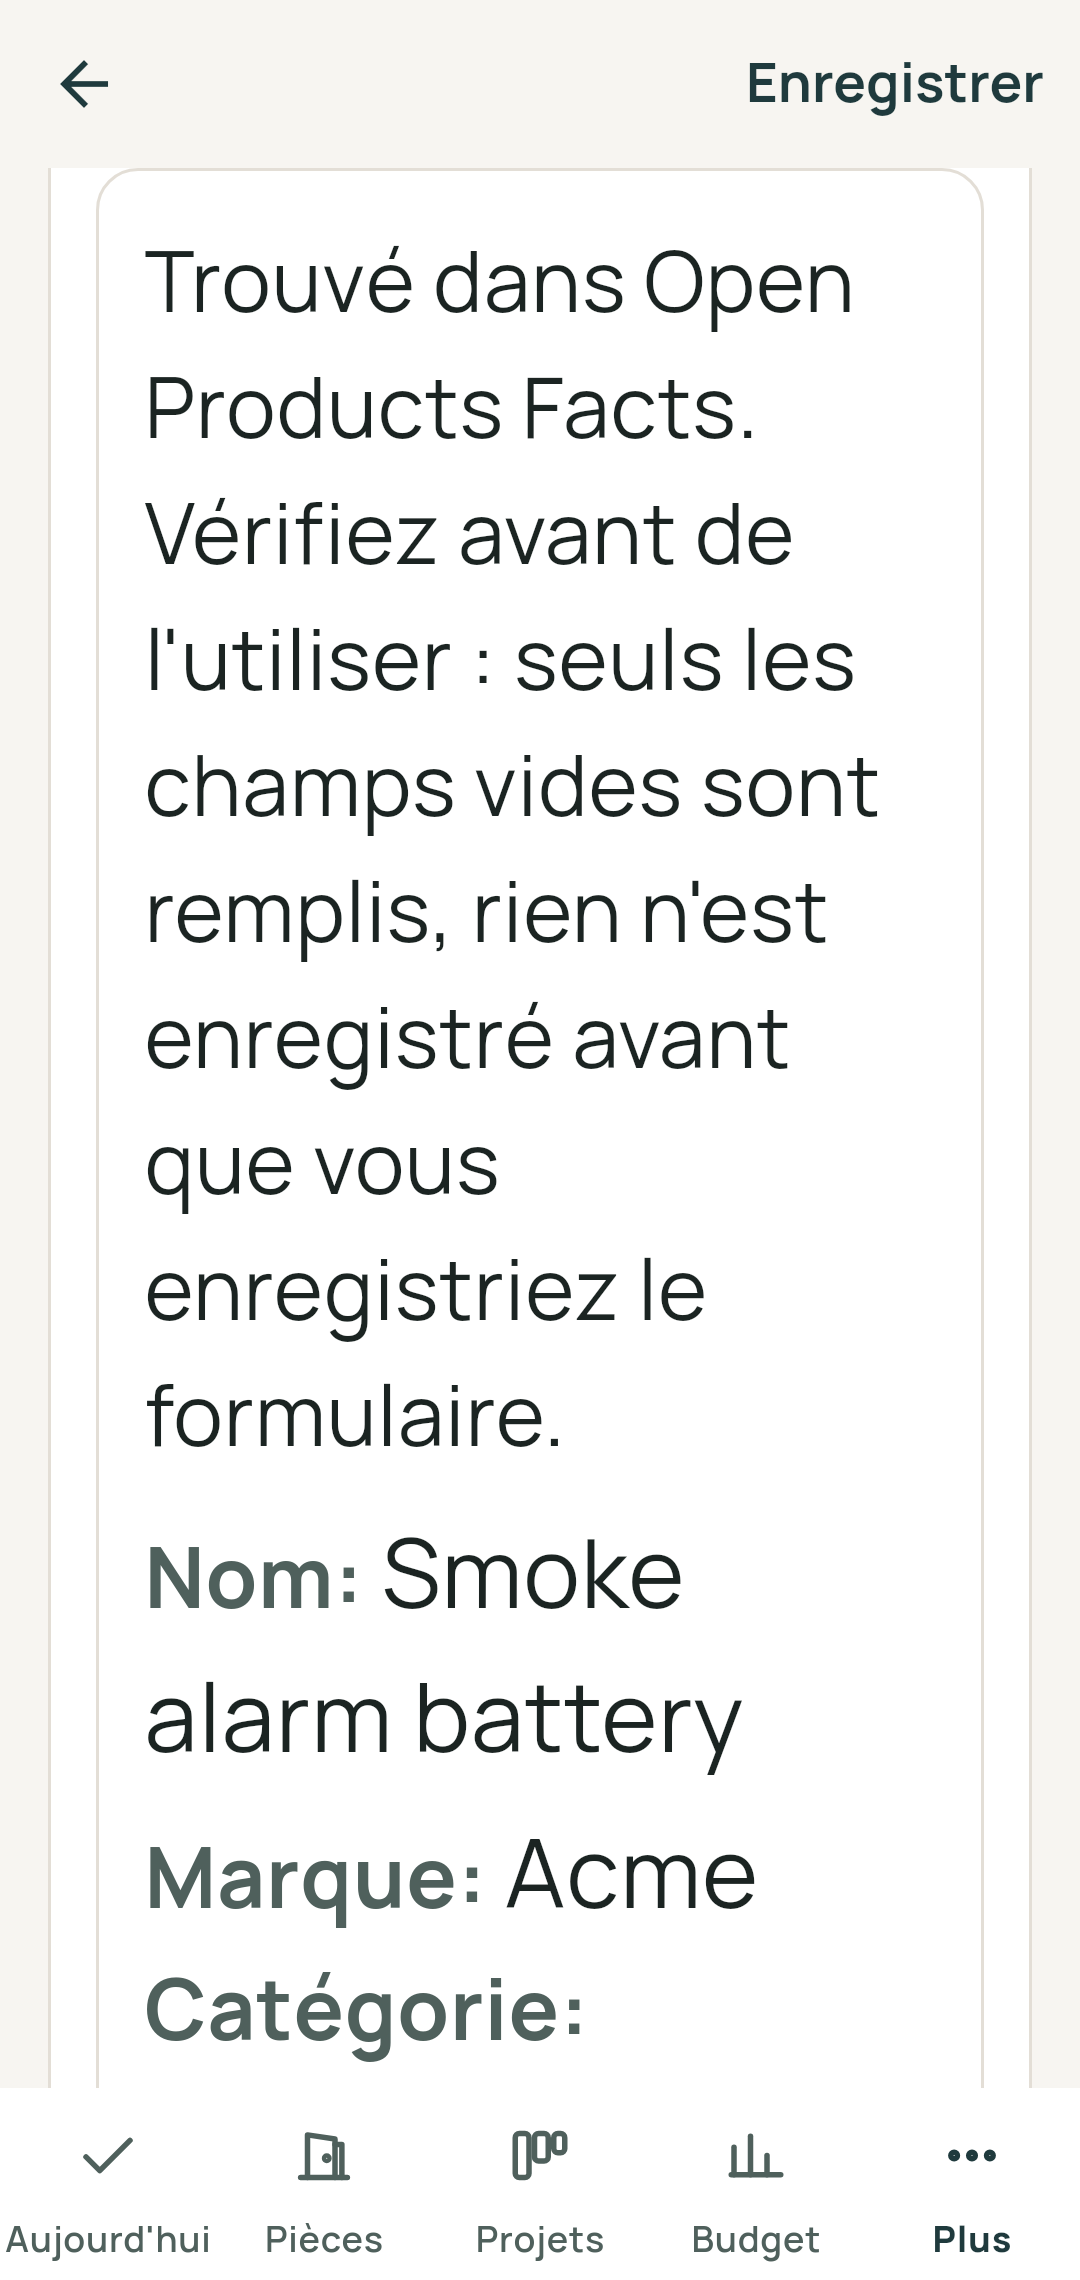 Enregistrer
Trouvé dans Open
Products Facts.
Vérifiez avant de
l'utiliser : seuls les
champs vides sont
remplis, rien n'est
enregistré avant
que vous
enregistriez le
formulaire.
Nom: Smoke
alarm battery
Marque: Acme
Catégorie:
Aujourd'hui
Pièces
Projets
Budget
Plus